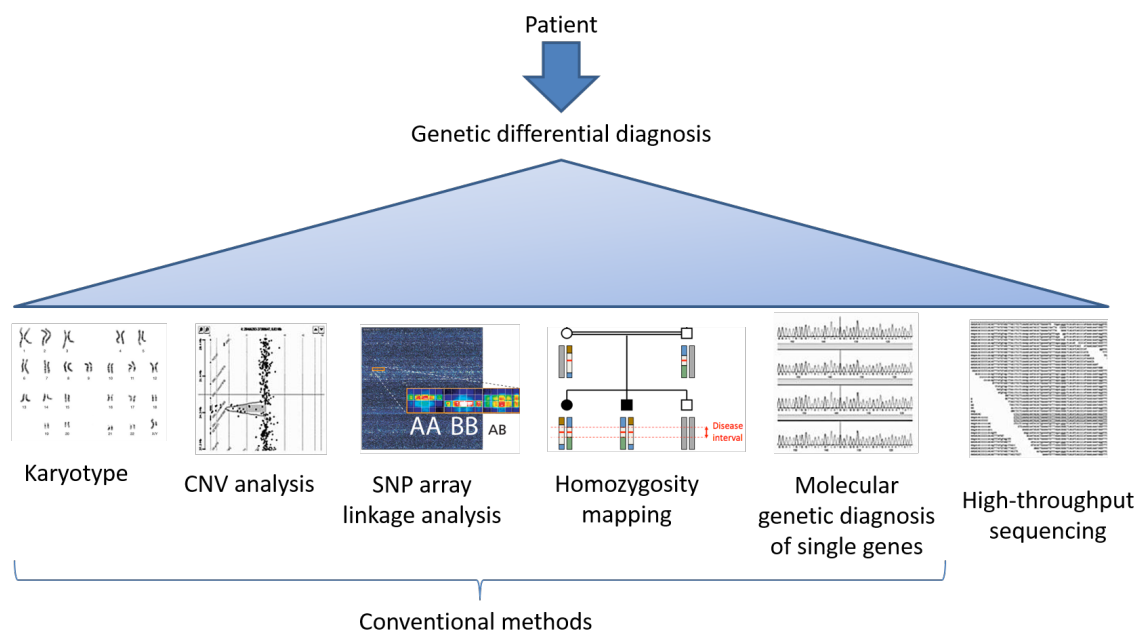 Patient
Genetic differential diagnosis
AA
BB
AB
Disease
interval
Karyotype
CNV analysis
SNP array
linkage analysis
Homozygosity
mapping
Molecular
genetic diagnosis
of single genes
High-throughput
sequencing
Conventional methods